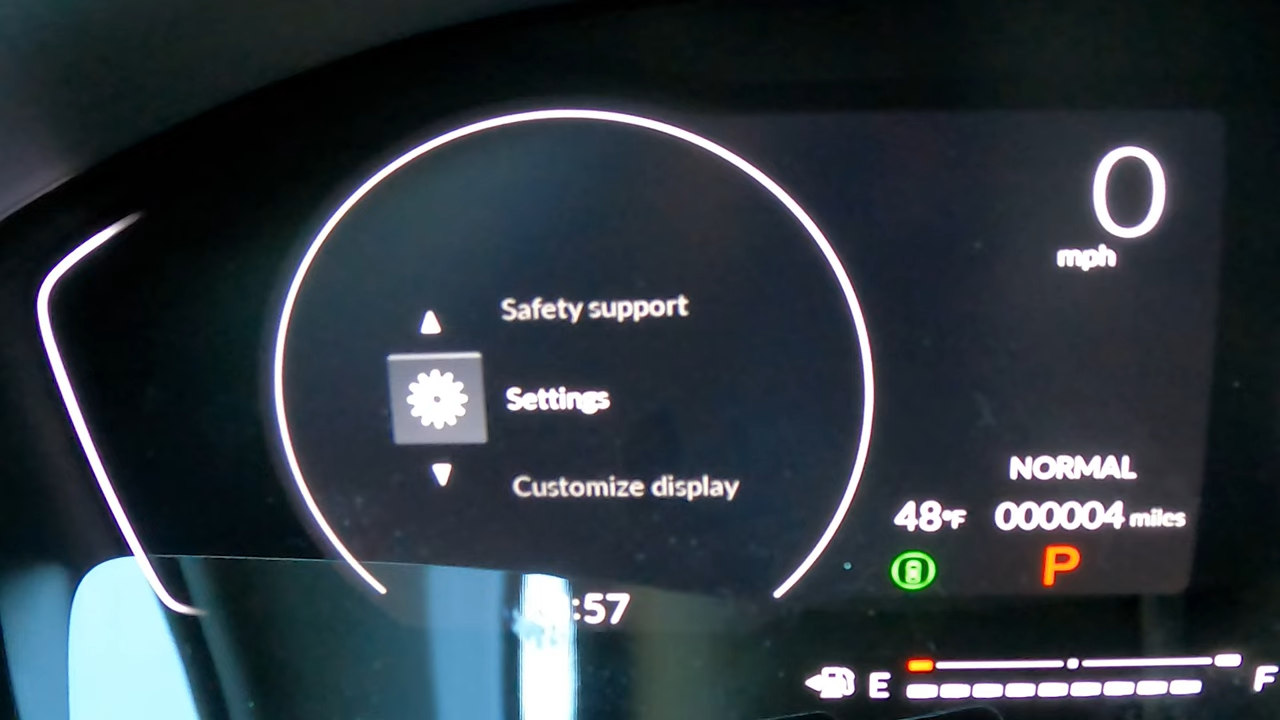 0
mph
Safety support
Settings
Customize display
NORMAL
48°F 000004 miles
P
:57
E F